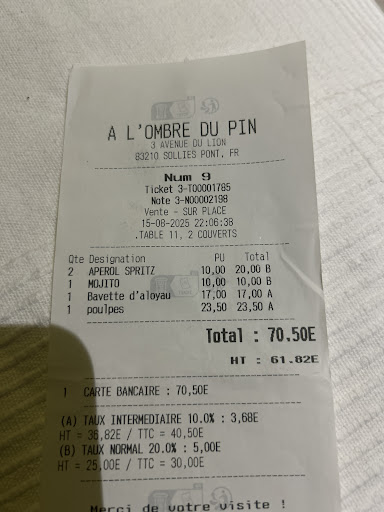 A L'OMBRE DU PIN
3 AVENUE DU LION
83210 SOLLIES PONT, FR
Num 9
Ticket 3-T00001785
Note 3-N00002198
Vente - SUR PLACE
15-08-2025 22:06:38
.TABLE 11, 2 COUVERTS
Qte Designation PU Total
2 APEROL SPRITZ 10,00 20,00 B
1 MOJITO 10,00 10,00 B
1 Bavette d'aloyau 17,00 17,00 A
1 poulpes 23,50 23,50 A
Total : 70.50E
HT : 61.82E
1 CARTE BANCAIRE : 70,50E
(A) TAUX INTERMEDIAIRE 10.0% : 3,68E
HT = 36,82E / TTC = 40,50E
(B) TAUX NORMAL 20.0% : 5,00E
HT = 25,00E / TTC = 30,00E
Merci de votre visite !